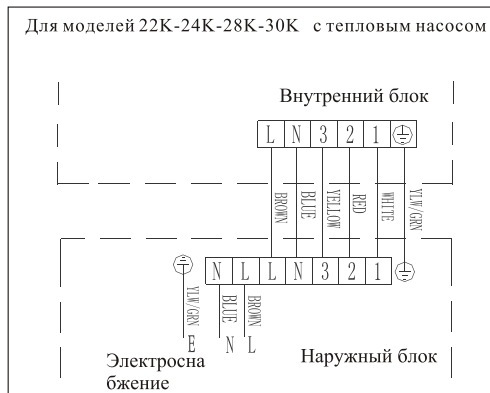 Для моделей 22K-24K-28K-30K с тепловым насосом
Внутренний блок
L N 3 2 1
BROWN BLUE YELLOW RED WHITE YLW/GRN
N L L N 3 2 1
YLW/GRN BLUE BROWN
E N L
Электросна
бжение
Наружный блок